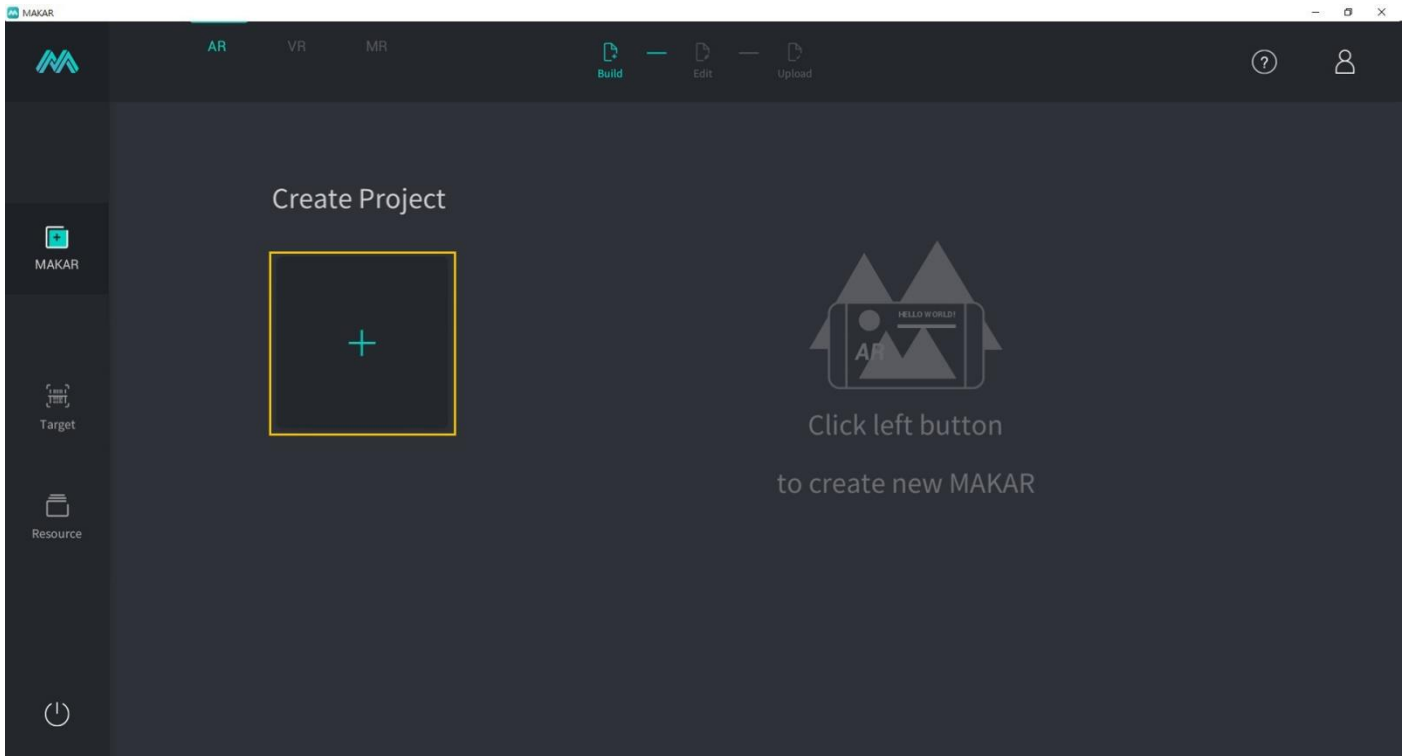 MAKAR
AR VR MR
Build Edit Upload
Create Project
MAKAR
HELLO WORLD!
AR
Target
Click left button
to create new MAKAR
Resource